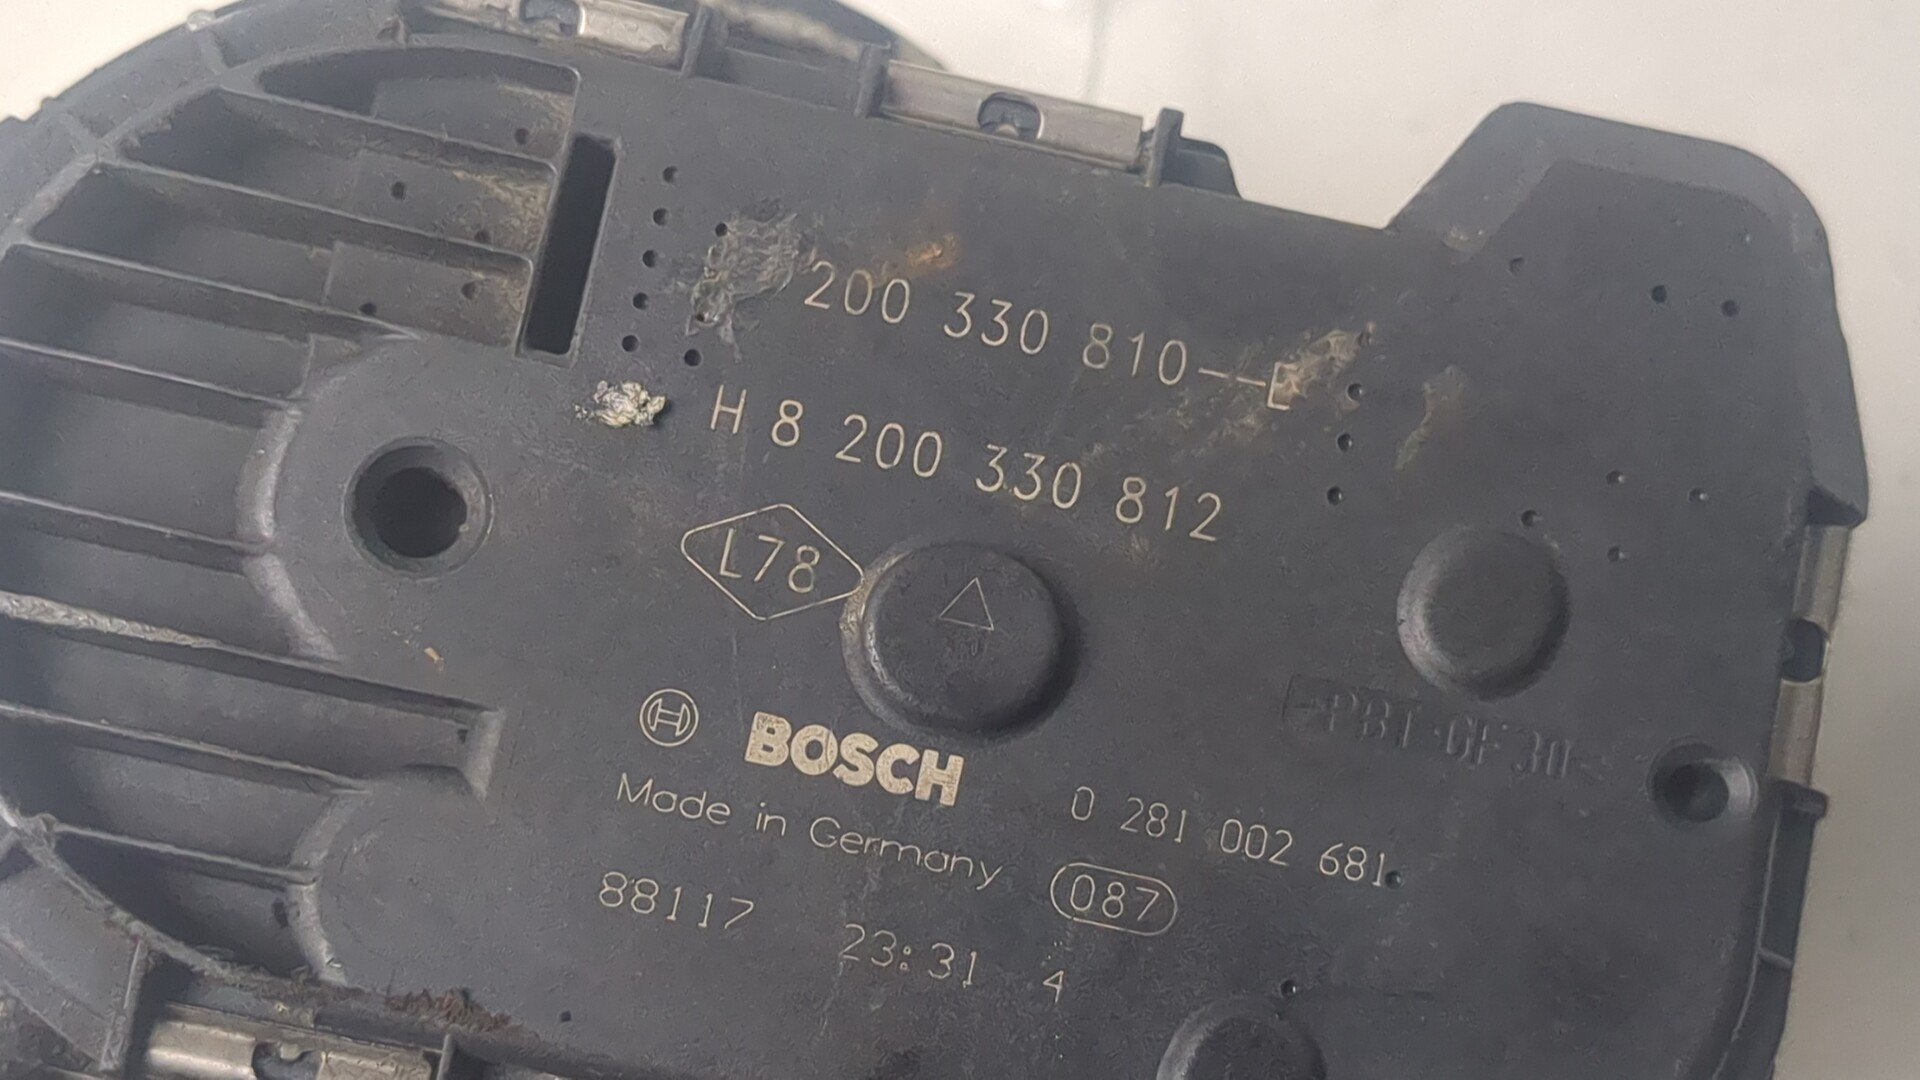 200 330 810--E
H 8 200 330 812
L78
BOSCH
0 281 002 681
Made in Germany
087
88117 23:31 4